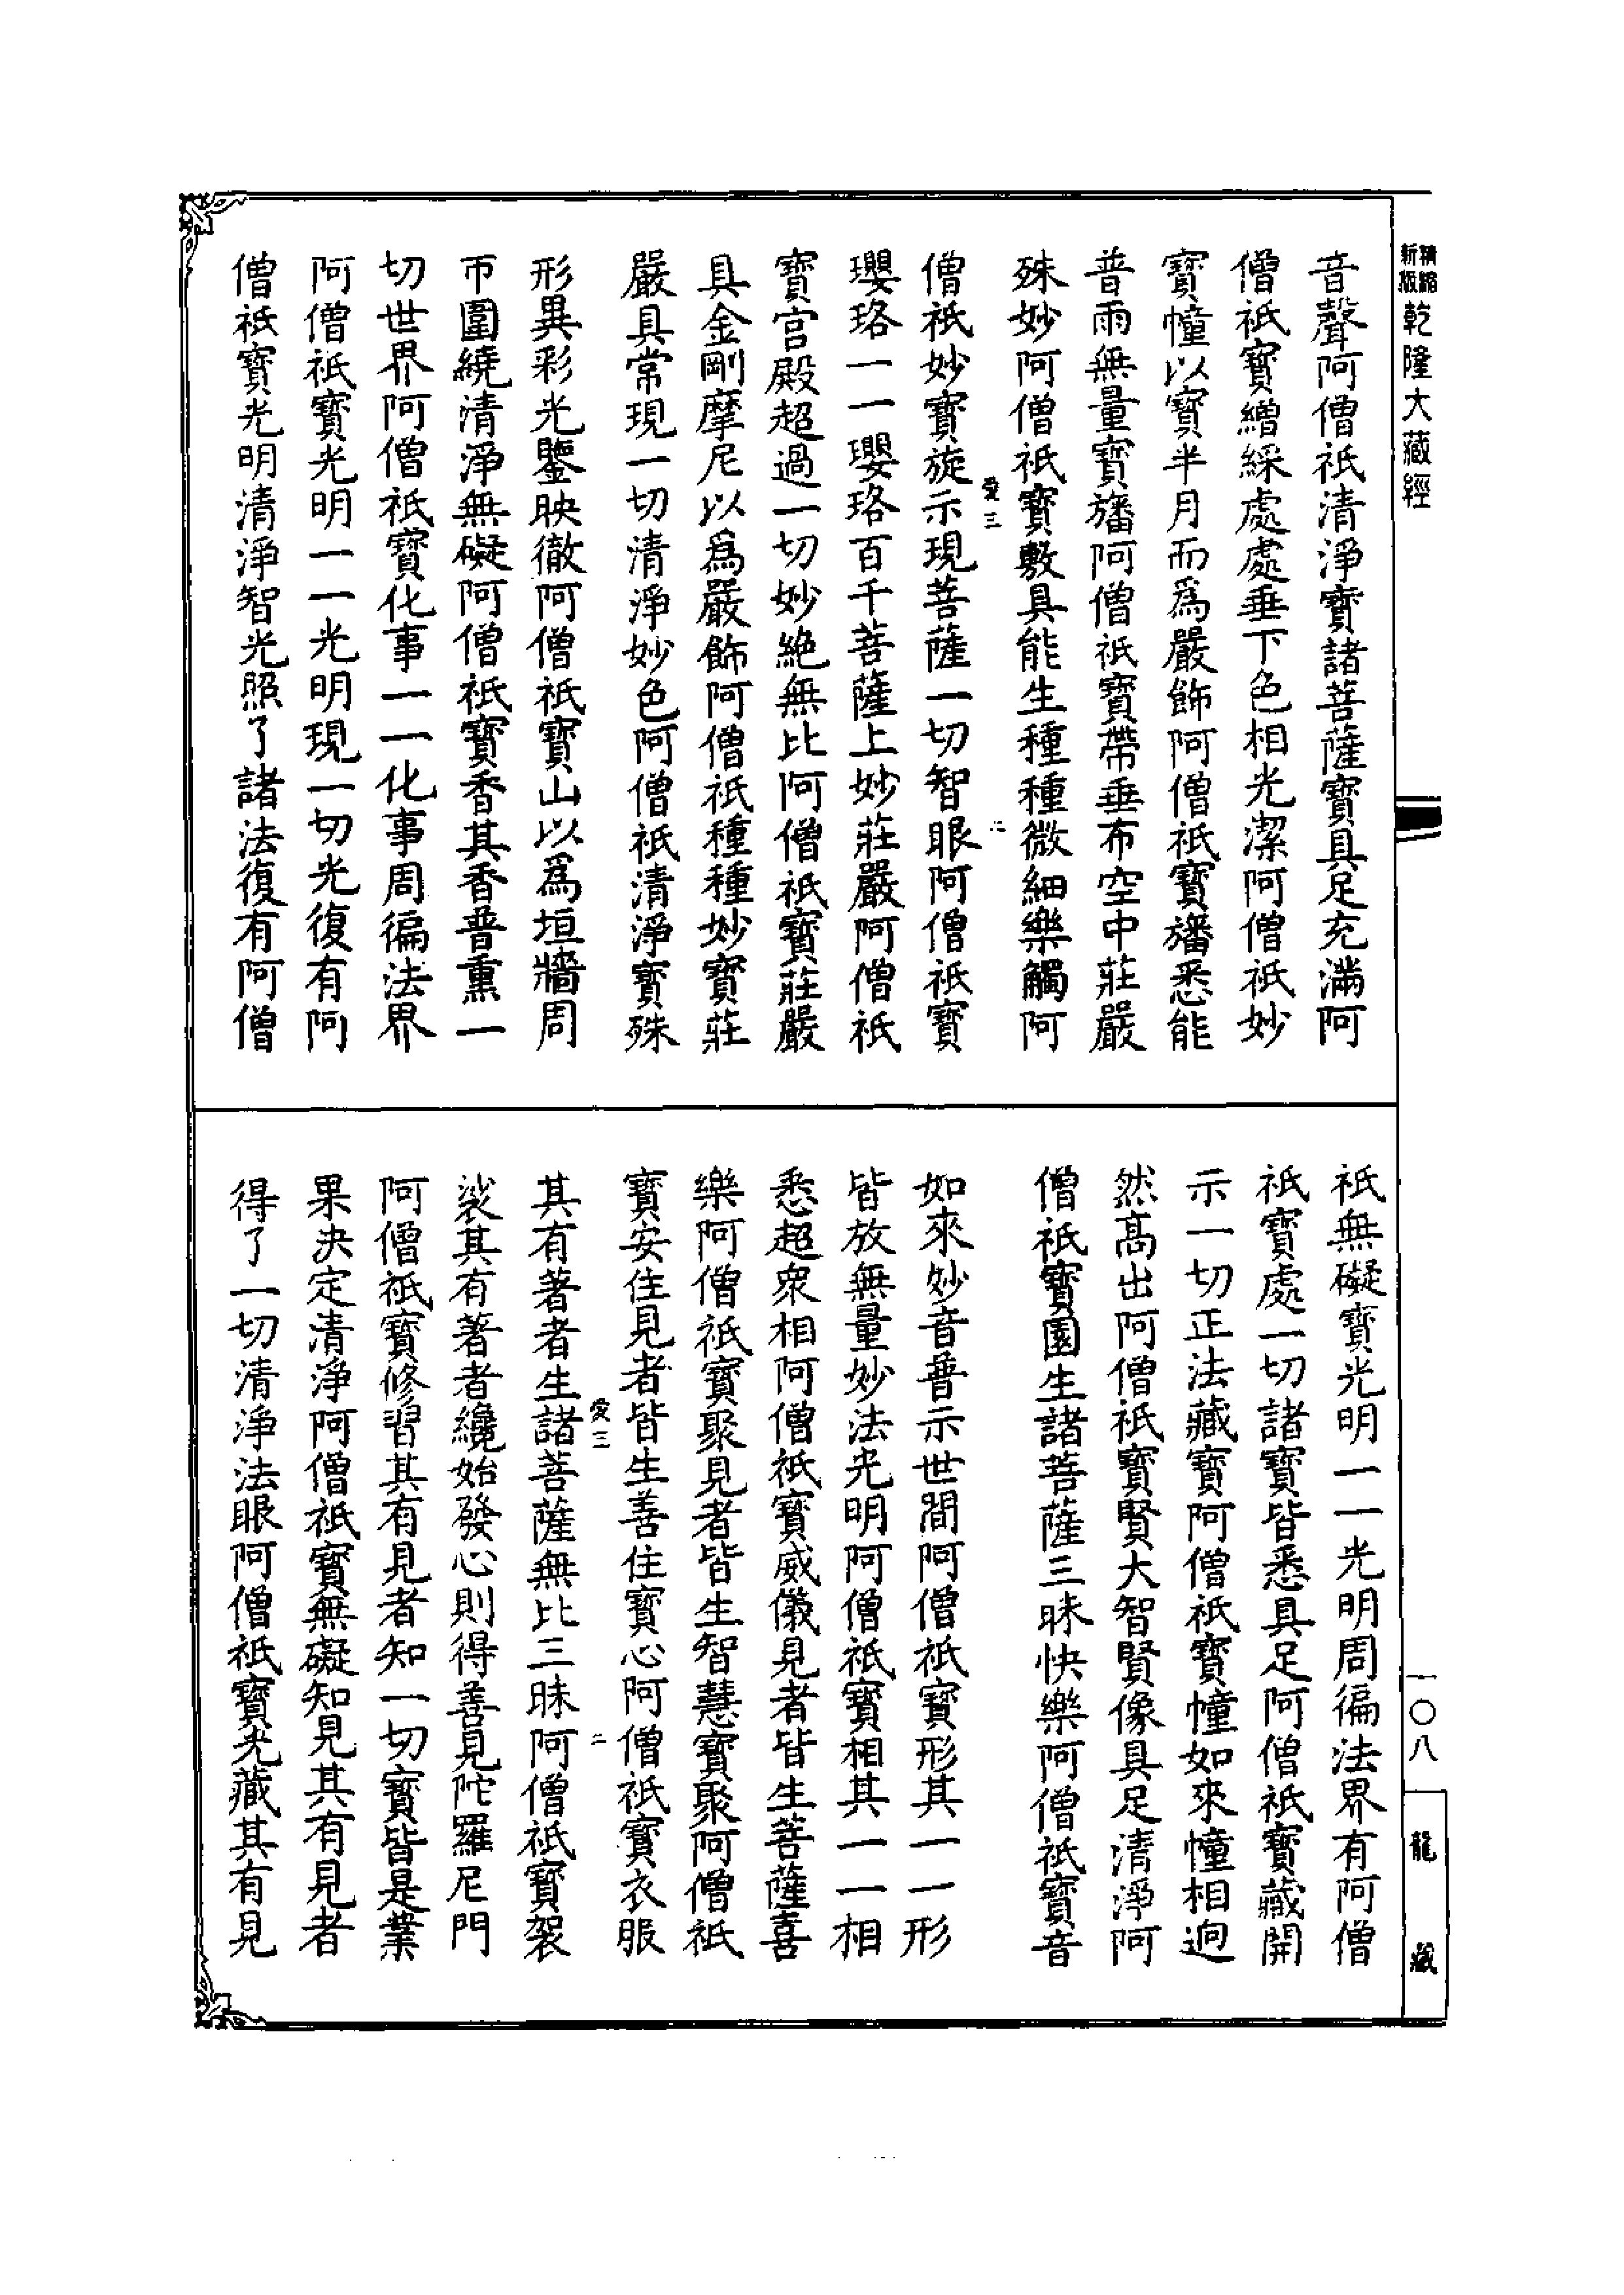 精縮
新版
乾隆大藏經
音聲阿僧祇清淨寶諸菩薩寶具足充滿阿
僧祇寶繒綵處處垂下色相光潔阿僧祇妙
寶幢以寶半月而爲嚴飾阿僧祇寶旛悉能
普雨無量寶旛阿僧祇寶帶垂布空中莊嚴
殊妙阿僧祇寶敷具能生種種微細樂觸阿
愛三
二
僧祇妙寶旋示現菩薩一切智眼阿僧祇寶
瓔珞一一瓔珞百千菩薩上妙莊嚴阿僧祇
寶宮殿超過一切妙絶無比阿僧祇寶莊嚴
具金剛摩尼以爲嚴飾阿僧祇種種妙寶莊
嚴具常現一切清淨妙色阿僧祇清淨寶殊
形異彩光鑒映徹阿僧祇寶山以爲垣牆周
帀圍繞清淨無礙阿僧祇寶香其香普熏一
切世界阿僧祇寶化事一一化事周徧法界
阿僧祇寶光明一一光明現一切光復有阿
僧祇寶光明清淨智光照了諸法復有阿僧
祇無礙寶光明一一光明周徧法界有阿僧
祇寶處一切諸寶皆悉具足阿僧祇寶藏開
示一切正法藏寶阿僧祇寶幢如來幢相逈
然高出阿僧祇寶賢大智賢像具足清淨阿
僧祇寶園生諸菩薩三昧快樂阿僧祇寶音
如來妙音普示世間阿僧祇寶形其一一形
皆放無量妙法光明阿僧祇寶相其一一相
悉超衆相阿僧祇寶威儀見者皆生菩薩喜
樂阿僧祇寶聚見者皆生智慧寶聚阿僧祇
寶安住見者皆生善住寶心阿僧祇寶衣服
愛三
二
其有著者生諸菩薩無比三昧阿僧祇寶袈
裟其有著者纔始發心則得善見陀羅尼門
阿僧祇寶修習其有見者知一切寶皆是業
果決定清淨阿僧祇寶無礙知見其有見者
得了一切清淨法眼阿僧祇寶光藏其有見
一〇八
龍藏